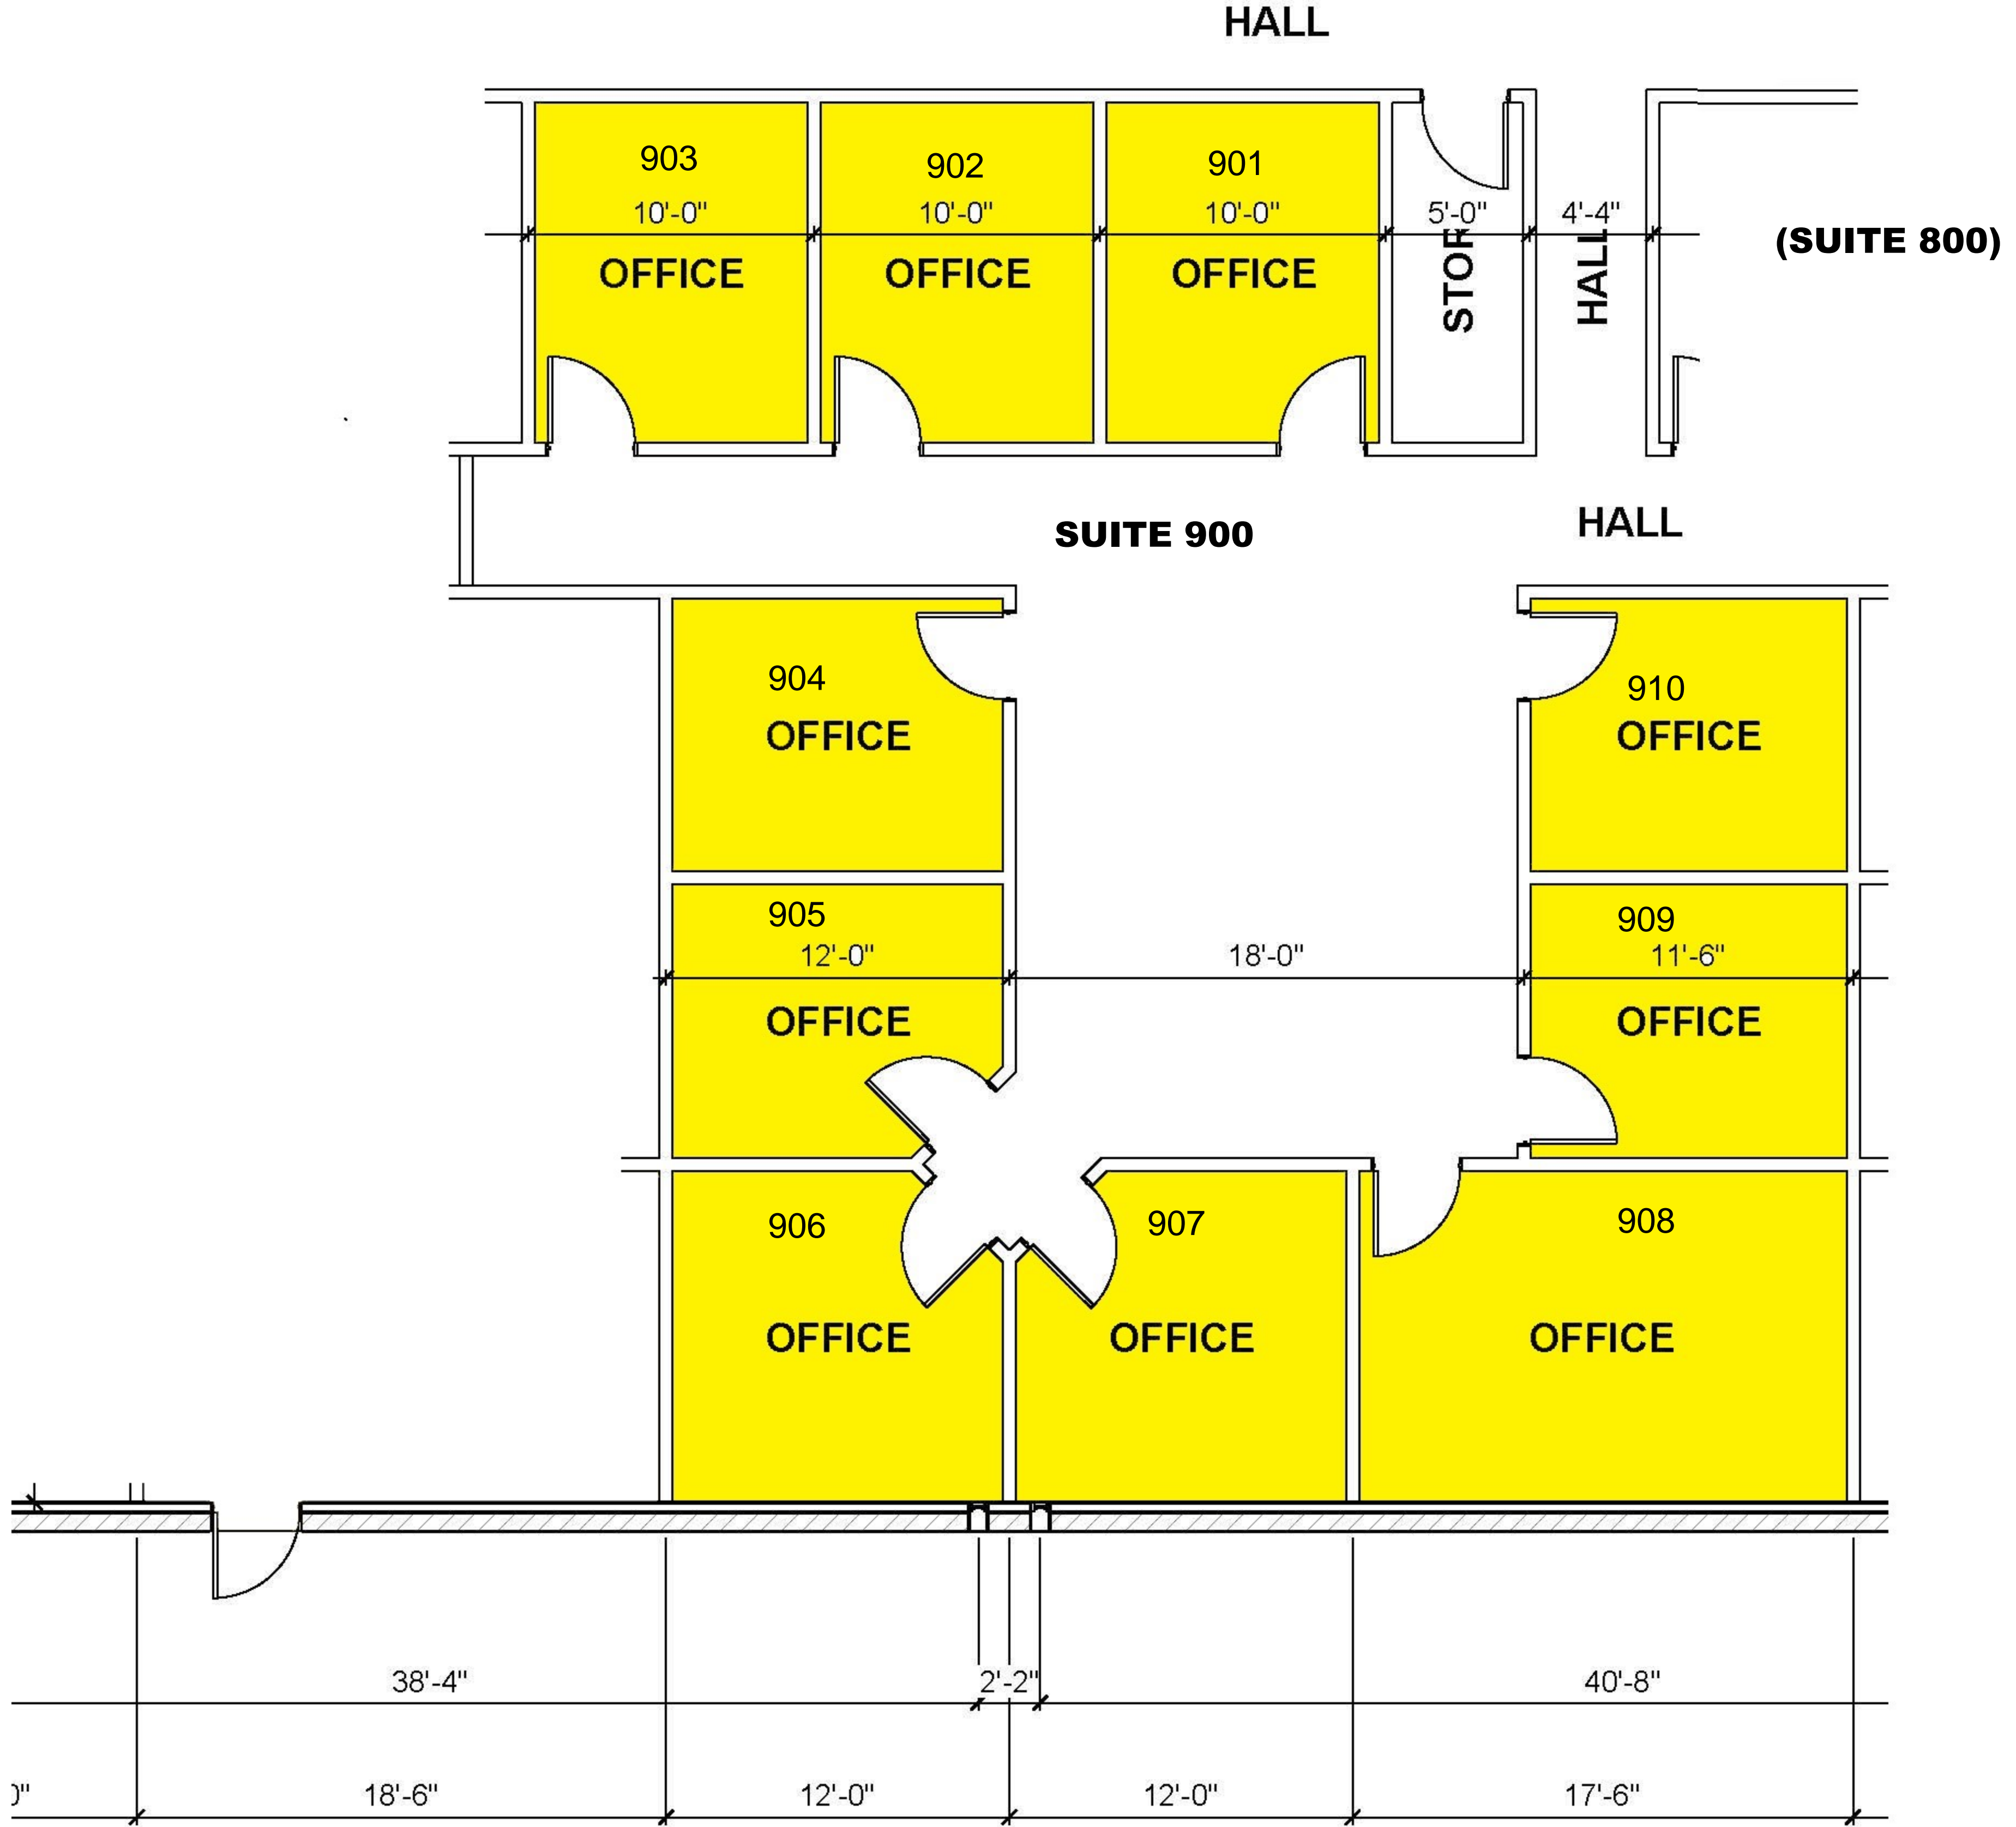 HALL
903
902
901
10'-0"
10'-0"
10'-0"
5'-0"
4'-4"
(SUITE 800)
OFFICE
OFFICE
OFFICE
STOR
HALL
SUITE 900
HALL
904
910
OFFICE
OFFICE
905
909
12'-0"
18'-0"
11'-6"
OFFICE
OFFICE
906
907
908
OFFICE
OFFICE
OFFICE
38'-4"
2'-2"
40'-8"
18'-6"
12'-0"
12'-0"
17'-6"